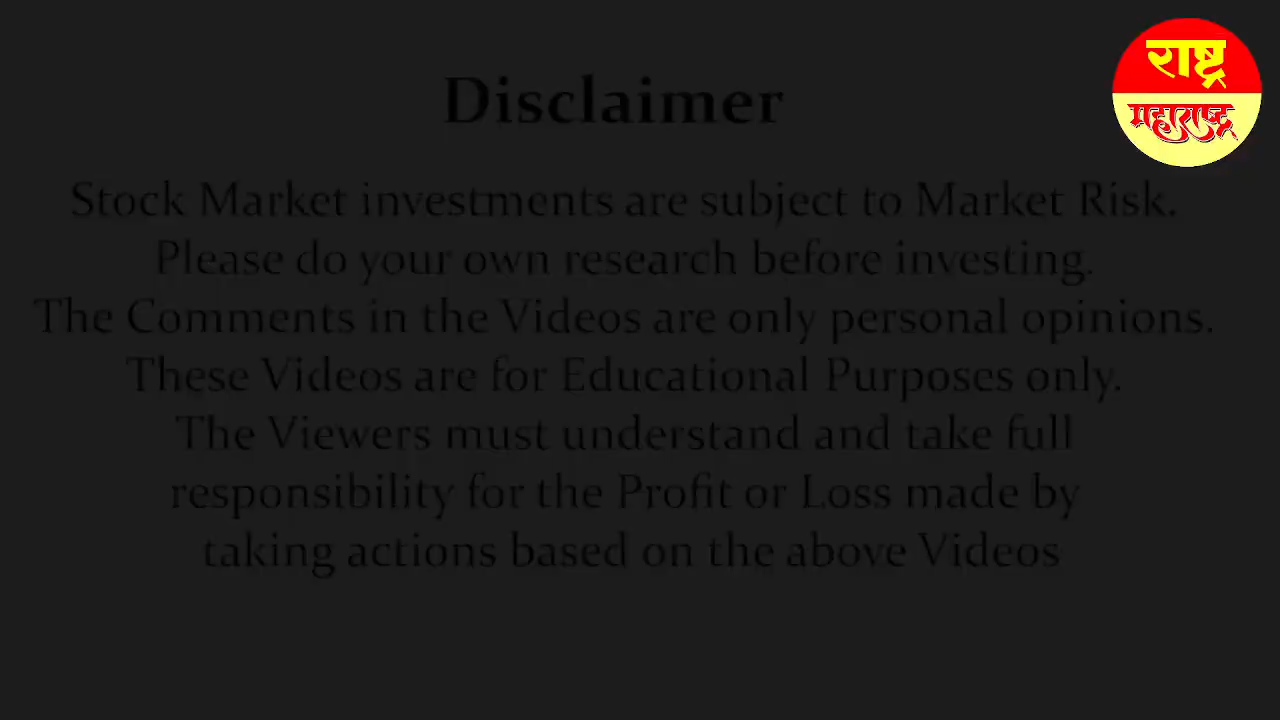 राष्ट्र
महाराष्ट्र
Disclaimer
Stock Market investments are subject to Market Risk.
Please do your own research before investing.
The Comments in the Videos are only personal opinions.
These Videos are for Educational Purposes only.
The Viewers must understand and take full
responsibility for the Profit or Loss made by
taking actions based on the above Videos